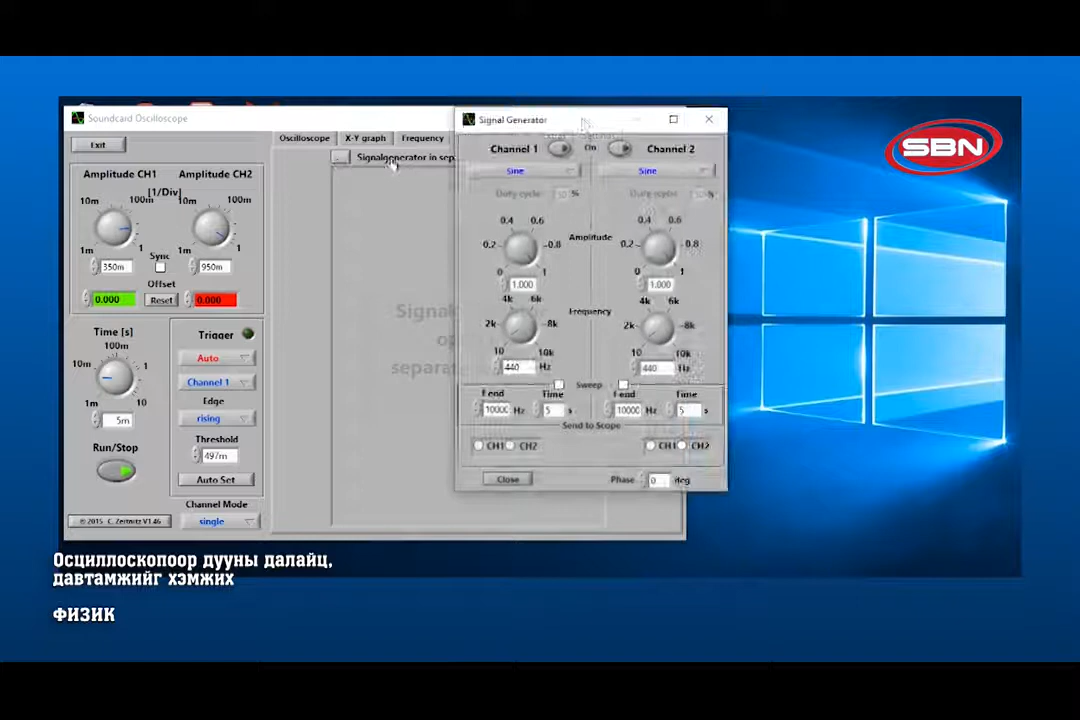 SBN
Soundcard Oscilloscope
Exit
Amplitude CH1 Amplitude CH2
[1/Div]
10m 100m 10m 100m
1m 1 1m 1
Sync
350m 950m
Offset
0.000 Reset 0.000
Time [s]
100m
10m 1
1m 10
5m
Run/Stop
© 2015 C. Zeitnitz V1.46
Trigger
Auto
Channel 1
Edge
rising
Threshold
497m
Auto Set
Channel Mode
single
Oscilloscope X-Y graph Frequency
Signalgenerator in sep
separate
Signal Generator
Channel 1 On Channel 2
Sine Sine
Duty cycle % Duty cycle %
0.4 0.6 0.4 0.6
0.2 0.8 Amplitude 0.2 0.8
0 1 0 1
1.000 1.000
4k 6k Frequency 4k 6k
2k 8k 2k 8k
10 10k 10 10k
440 Hz 440 Hz
Sweep
Fend Time Fend Time
10000 Hz 5 s 10000 Hz 5 s
Send to Scope
CH1 CH2 CH1 CH2
Close Phase 0 deg
Осциллоскопоор дууны далайц,
давтамжийг хэмжих
ФИЗИК